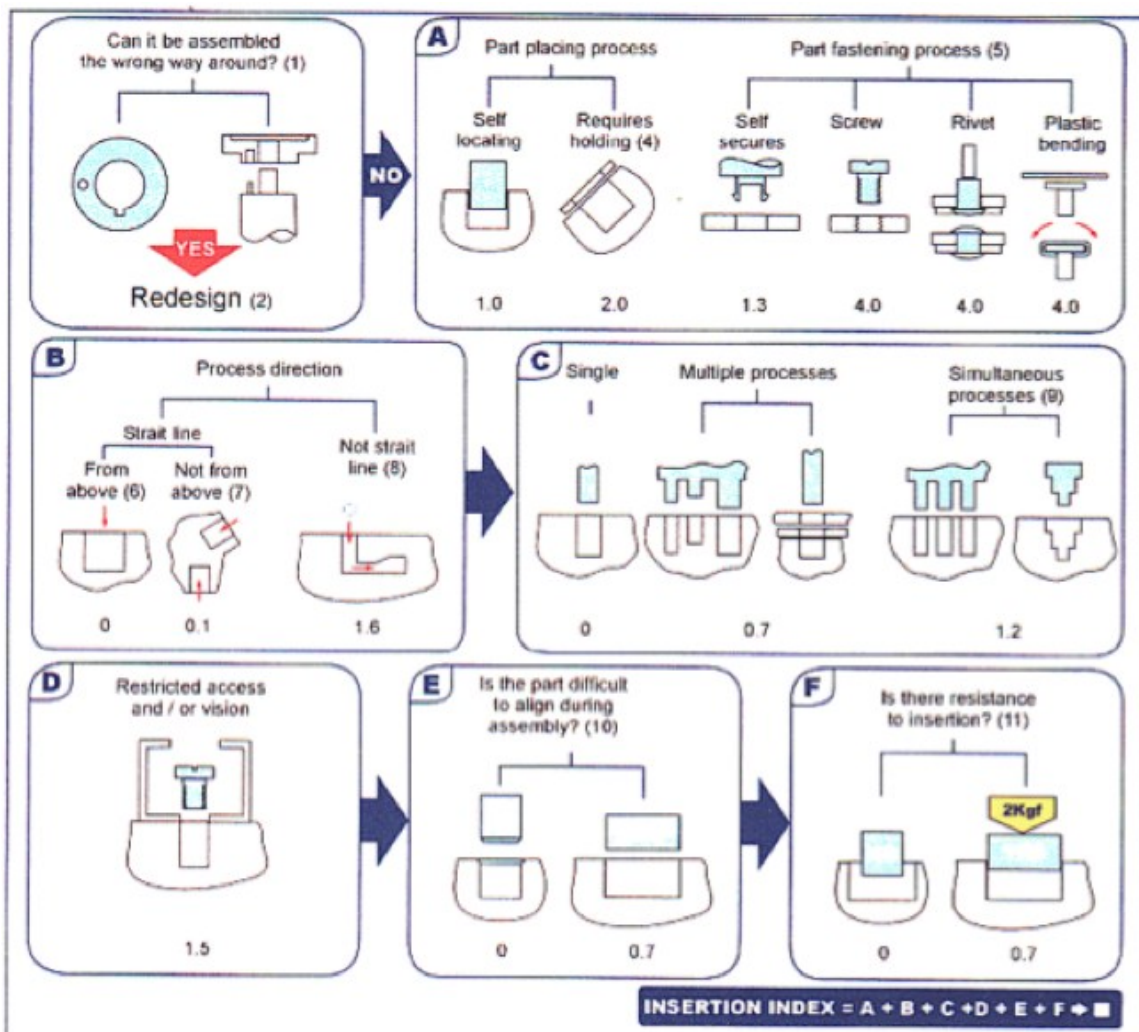 Can it be assembled
the wrong way around? (1)
YES
Redesign (2)
NO
A
Part placing process
Self
locating
Requires
holding (4)
1.0
2.0
Part fastening process (5)
Self
secures
Screw
Rivet
Plastic
bending
1.3
4.0
4.0
4.0
B
Process direction
Strait line
From
above (6)
Not from
above (7)
Not strait
line (8)
0
0.1
1.6
C
Single
Multiple processes
Simultaneous
processes (9)
0
0.7
1.2
D
Restricted access
and / or vision
1.5
E
Is the part difficult
to align during
assembly? (10)
0
0.7
F
Is there resistance
to insertion? (11)
2Kgf
0
0.7
INSERTION INDEX = A + B + C +D + E + F